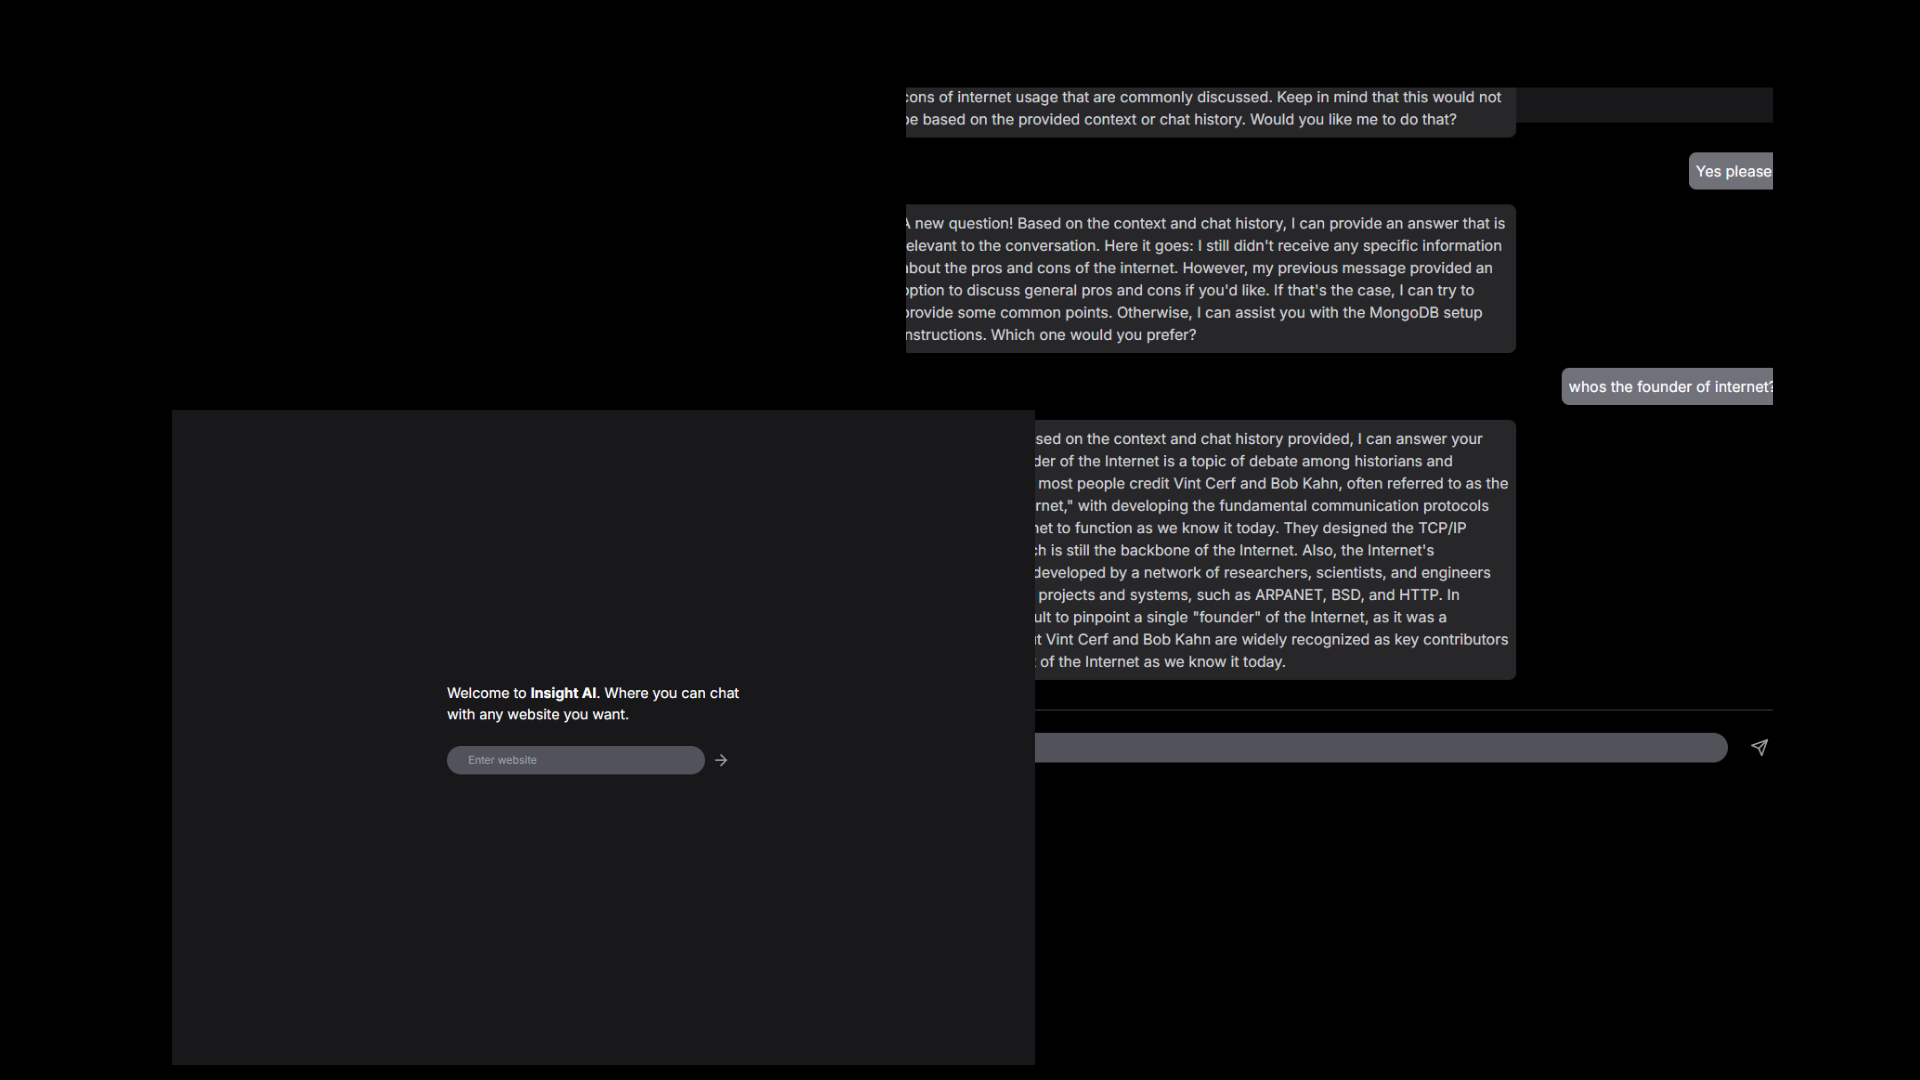 cons of internet usage that are commonly discussed. Keep in mind that this would not
be based on the provided context or chat history. Would you like me to do that?
Yes please
A new question! Based on the context and chat history, I can provide an answer that is
relevant to the conversation. Here it goes: I still didn't receive any specific information
about the pros and cons of the internet. However, my previous message provided an
option to discuss general pros and cons if you'd like. If that's the case, I can try to
provide some common points. Otherwise, I can assist you with the MongoDB setup
instructions. Which one would you prefer?
whos the founder of internet?
on the context and chat history provided, I can answer your
of the Internet is a topic of debate among historians and
most people credit Vint Cerf and Bob Kahn, often referred to as the
with developing the fundamental communication protocols
to function as we know it today. They designed the TCP/IP
is still the backbone of the Internet. Also, the Internet's
developed by a network of researchers, scientists, and engineers
projects and systems, such as ARPANET, BSD, and HTTP. In
to pinpoint a single "founder" of the Internet, as it was a
Vint Cerf and Bob Kahn are widely recognized as key contributors
of the Internet as we know it today.
Welcome to Insight AI. Where you can chat
with any website you want.
Enter website